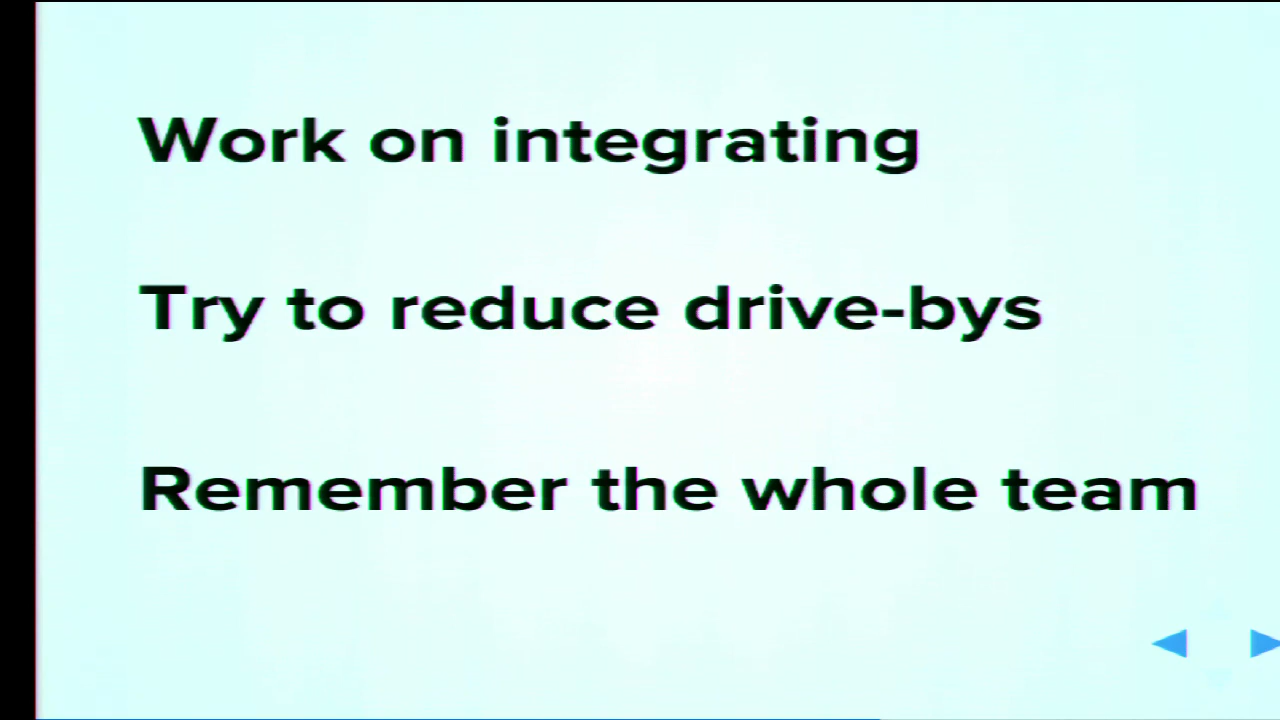 Work on integrating
Try to reduce drive-bys
Remember the whole team